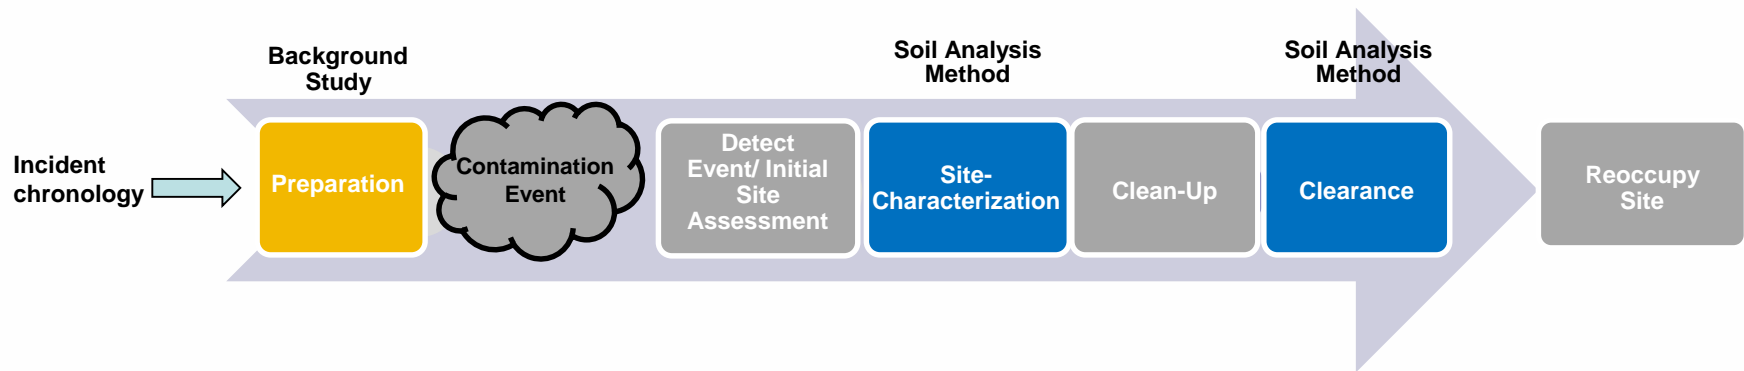 Background
Study
Soil Analysis
Method
Soil Analysis
Method
Incident
chronology
Preparation
Contamination
Event
Detect
Event/ Initial
Site
Assessment
Site-
Characterization
Clean-Up
Clearance
Reoccupy
Site